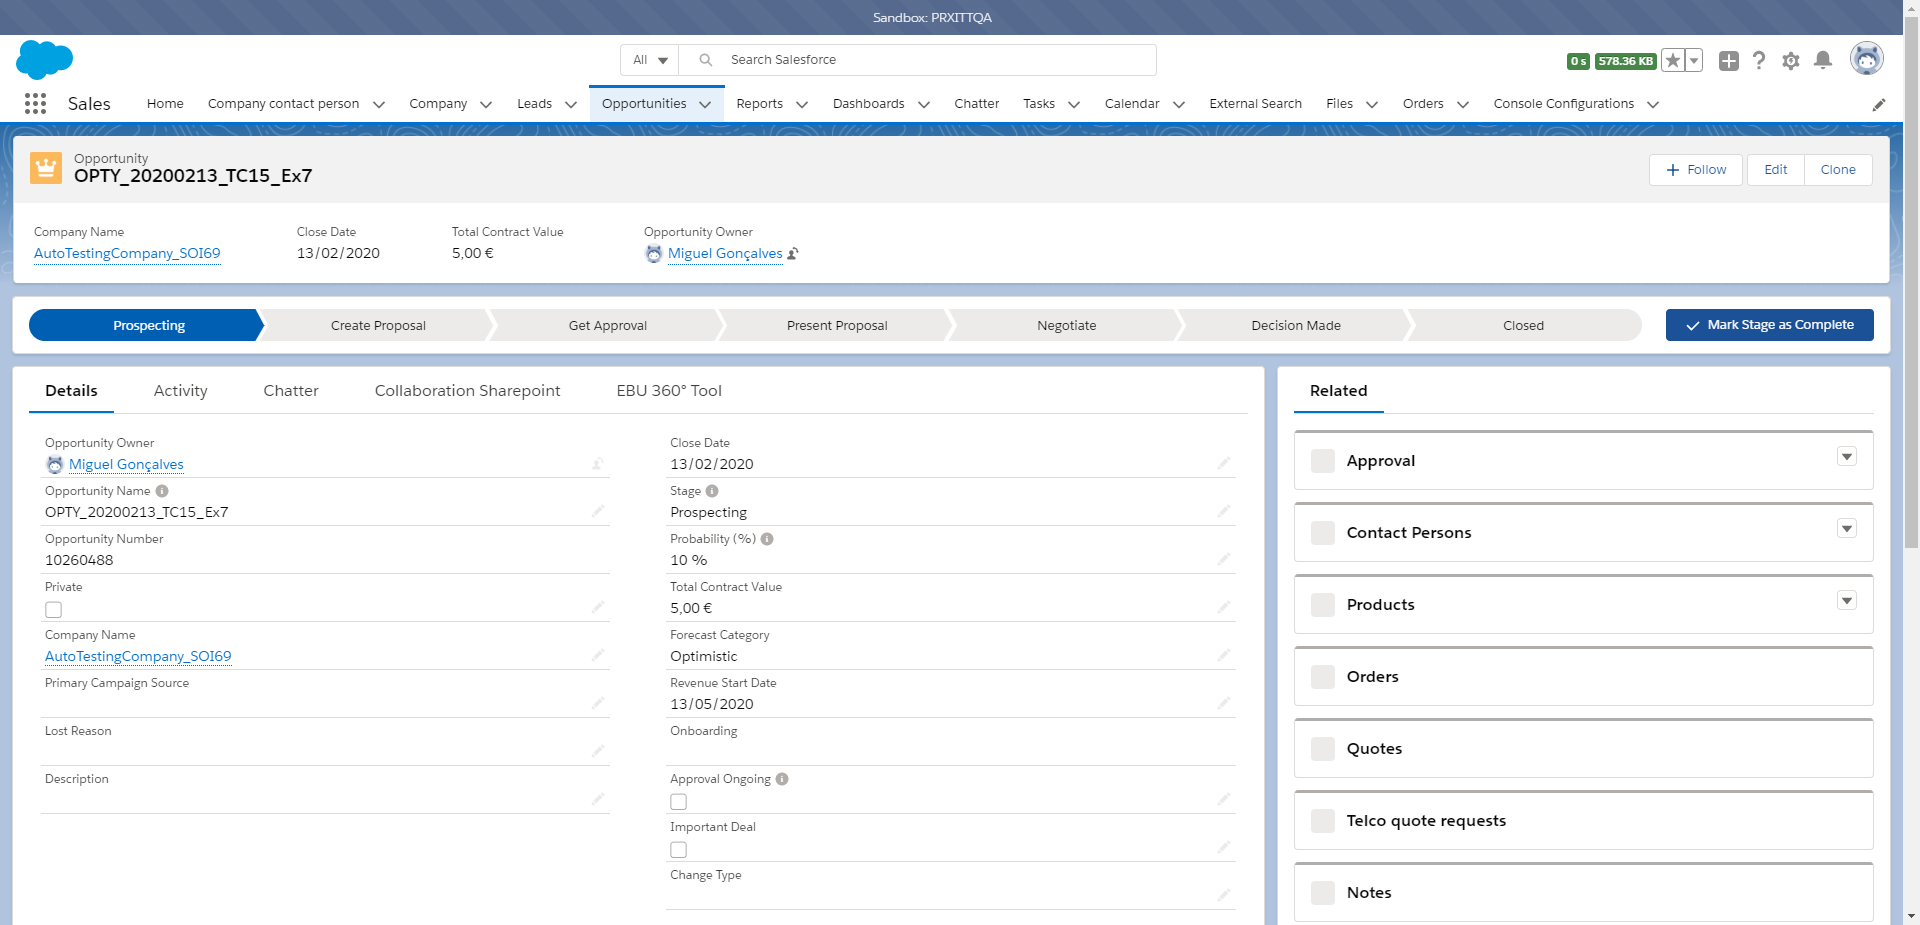 Sandbox: PRXITTQA
All
Search Salesforce
0 s
578.36 KB
Sales
Home
Company contact person
Company
Leads
Opportunities
Reports
Dashboards
Chatter
Tasks
Calendar
External Search
Files
Orders
Console Configurations
Opportunity
OPTY_20200213_TC15_Ex7
Follow
Edit
Clone
Company Name
AutoTestingCompany_SOI69
Close Date
13/02/2020
Total Contract Value
5,00 €
Opportunity Owner
Miguel Gonçalves
Prospecting
Create Proposal
Get Approval
Present Proposal
Negotiate
Decision Made
Closed
Mark Stage as Complete
Details
Activity
Chatter
Collaboration Sharepoint
EBU 360° Tool
Opportunity Owner
Miguel Gonçalves
Opportunity Name
OPTY_20200213_TC15_Ex7
Opportunity Number
10260488
Private
Company Name
AutoTestingCompany_SOI69
Primary Campaign Source
Lost Reason
Description
Close Date
13/02/2020
Stage
Prospecting
Probability (%)
10 %
Total Contract Value
5,00 €
Forecast Category
Optimistic
Revenue Start Date
13/05/2020
Onboarding
Approval Ongoing
Important Deal
Change Type
Related
Approval
Contact Persons
Products
Orders
Quotes
Telco quote requests
Notes